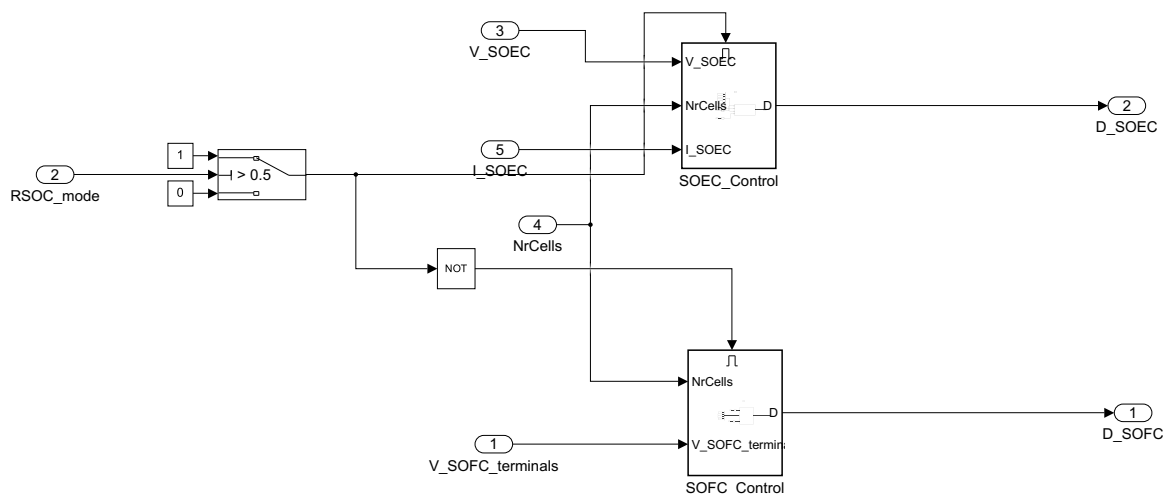 3
V_SOEC
V_SOEC
NrCells
D
2
D_SOEC
1
5
I_SOEC
I_SOEC
2
RSOC_mode
> 0.5
0
SOEC_Control
4
NrCells
NOT
NrCells
D
1
D_SOFC
1
V_SOFC_terminals
V_SOFC_termina
SOFC_Control